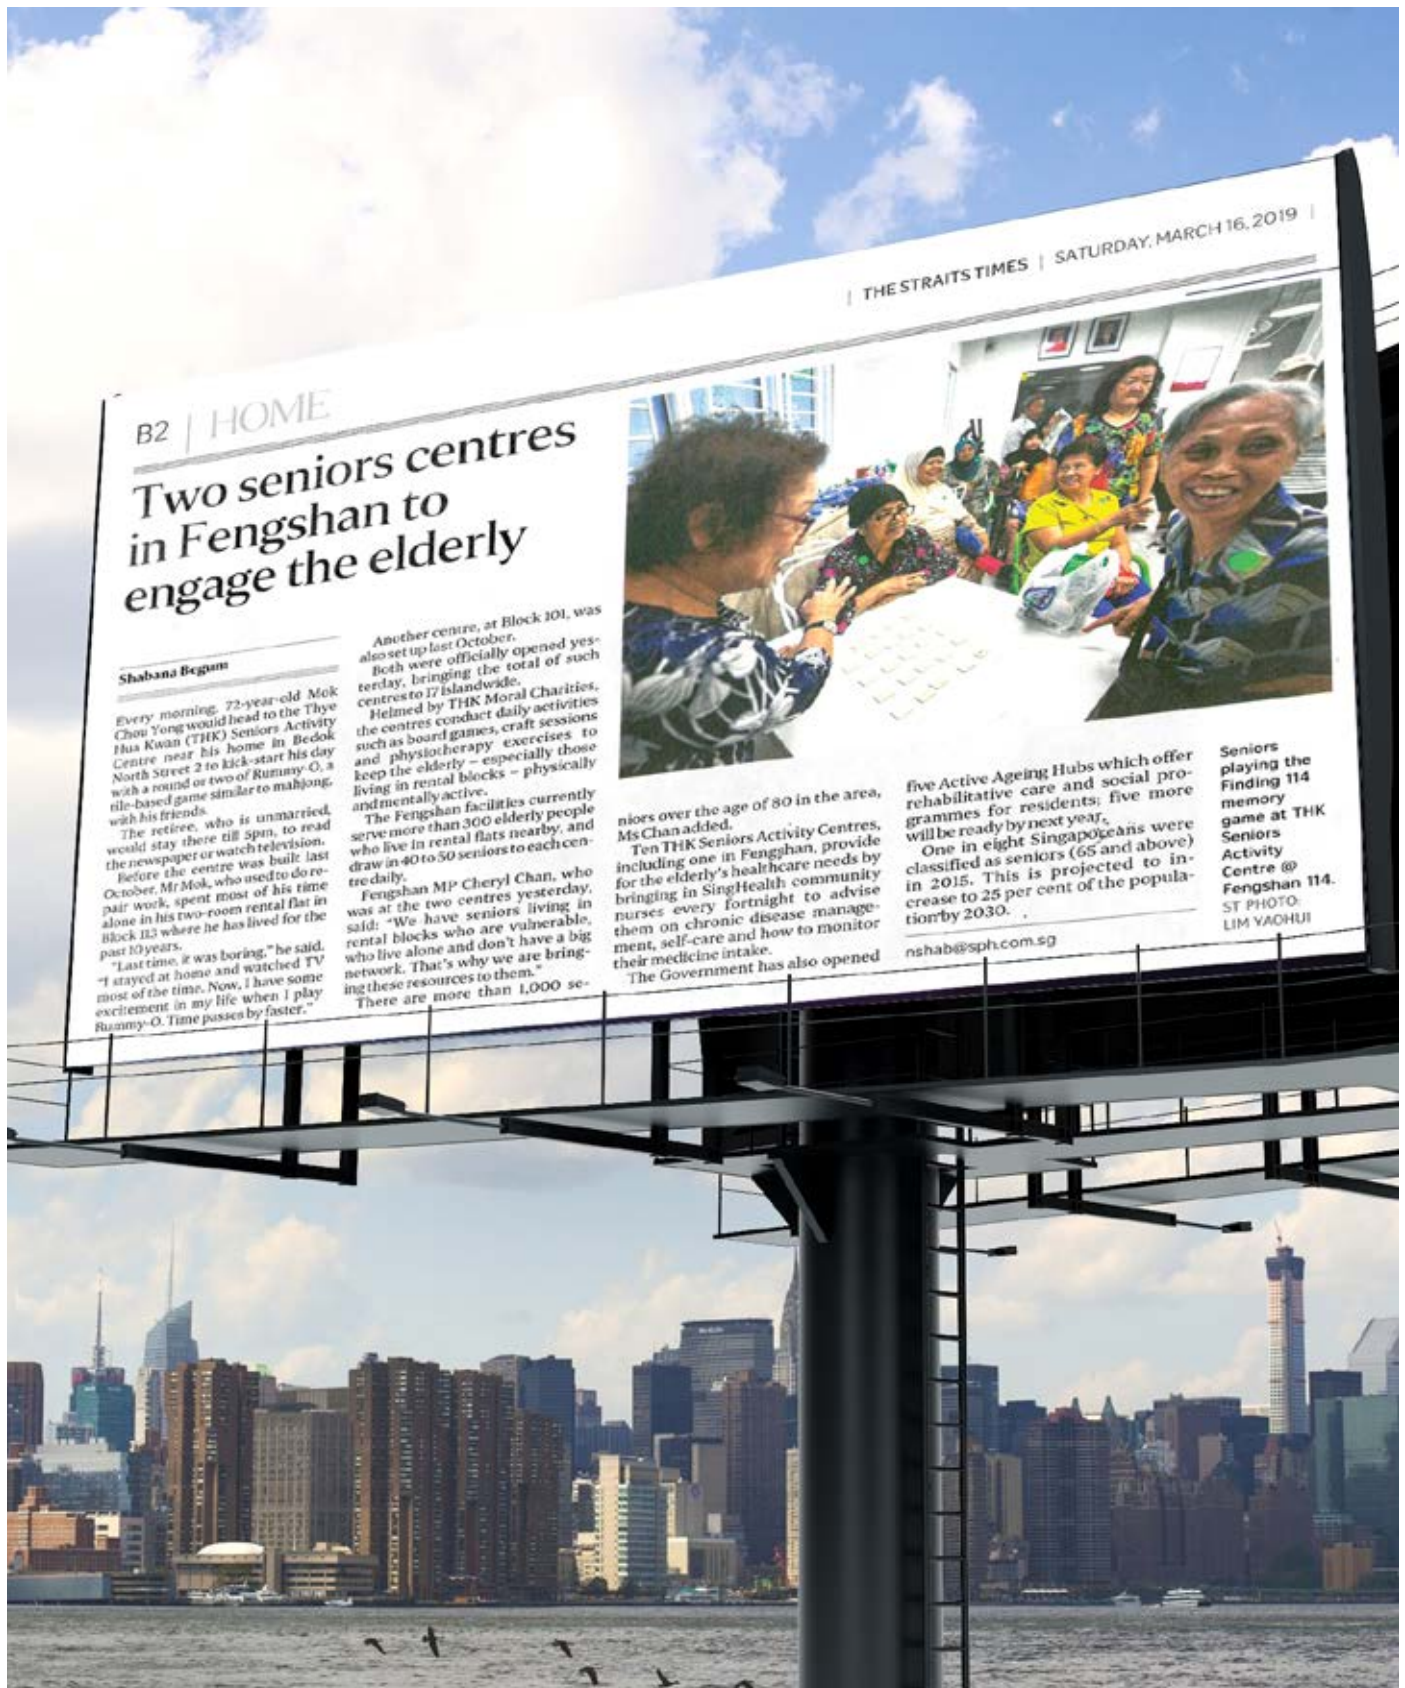 THE STRAITS TIMES | SATURDAY, MARCH 16, 2019 |
B2 | HOME
Two seniors centres
in Fengshan to
engage the elderly
Shabana Begum
Every morning, 72-year-old Mok
Chou Yong would head to the Thye
Hua Kwan (THK) Seniors Activity
Centre near his home in Bedok
North Street 2 to kick-start his day
with a round or two of Rummy-O, a
tile-based game similar to mahjong,
with his friends.
The retiree, who is unmarried,
would stay there till 5pm, to read
the newspaper or watch television.
Before the centre was built last
October, Mr Mok, who used to do re-
pair work, spent most of his time
alone in his two-room rental flat in
Block 113 where he has lived for the
past 10 years.
"Last time, it was boring," he said.
"I stayed at home and watched TV
most of the time. Now, I have some
excitement in my life when I play
Rummy-O. Time passes by faster."
Another centre, at Block 101, was
also set up last October.
Both were officially opened yes-
terday, bringing the total of such
centres to 17 islandwide.
Helmed by THK Moral Charities,
the centres conduct daily activities
such as board games, craft sessions
and physiotherapy exercises to
keep the elderly – especially those
living in rental blocks – physically
and mentally active.
The Fengshan facilities currently
serve more than 300 elderly people
who live in rental flats nearby, and
draw in 40 to 50 seniors to each cen-
tre daily.
Fengshan MP Cheryl Chan, who
was at the two centres yesterday,
said: "We have seniors living in
rental blocks who are vulnerable,
who live alone and don't have a big
network. That's why we are bring-
ing these resources to them."
There are more than 1,000 se-
niors over the age of 80 in the area,
Ms Chan added.
Ten THK Seniors Activity Centres,
including one in Fengshan, provide
for the elderly's healthcare needs by
bringing in SingHealth community
nurses every fortnight to advise
them on chronic disease manage-
ment, self-care and how to monitor
their medicine intake.
The Government has also opened
five Active Ageing Hubs which offer
rehabilitative care and social pro-
grammes for residents; five more
will be ready by next year.
One in eight Singaporeans were
classified as seniors (65 and above)
in 2015. This is projected to in-
crease to 25 per cent of the popula-
tion by 2030.
nshab@sph.com.sg
Seniors
playing the
Finding 114
memory
game at THK
Seniors
Activity
Centre @
Fengshan 114.
ST PHOTO:
LIM YAOHUI